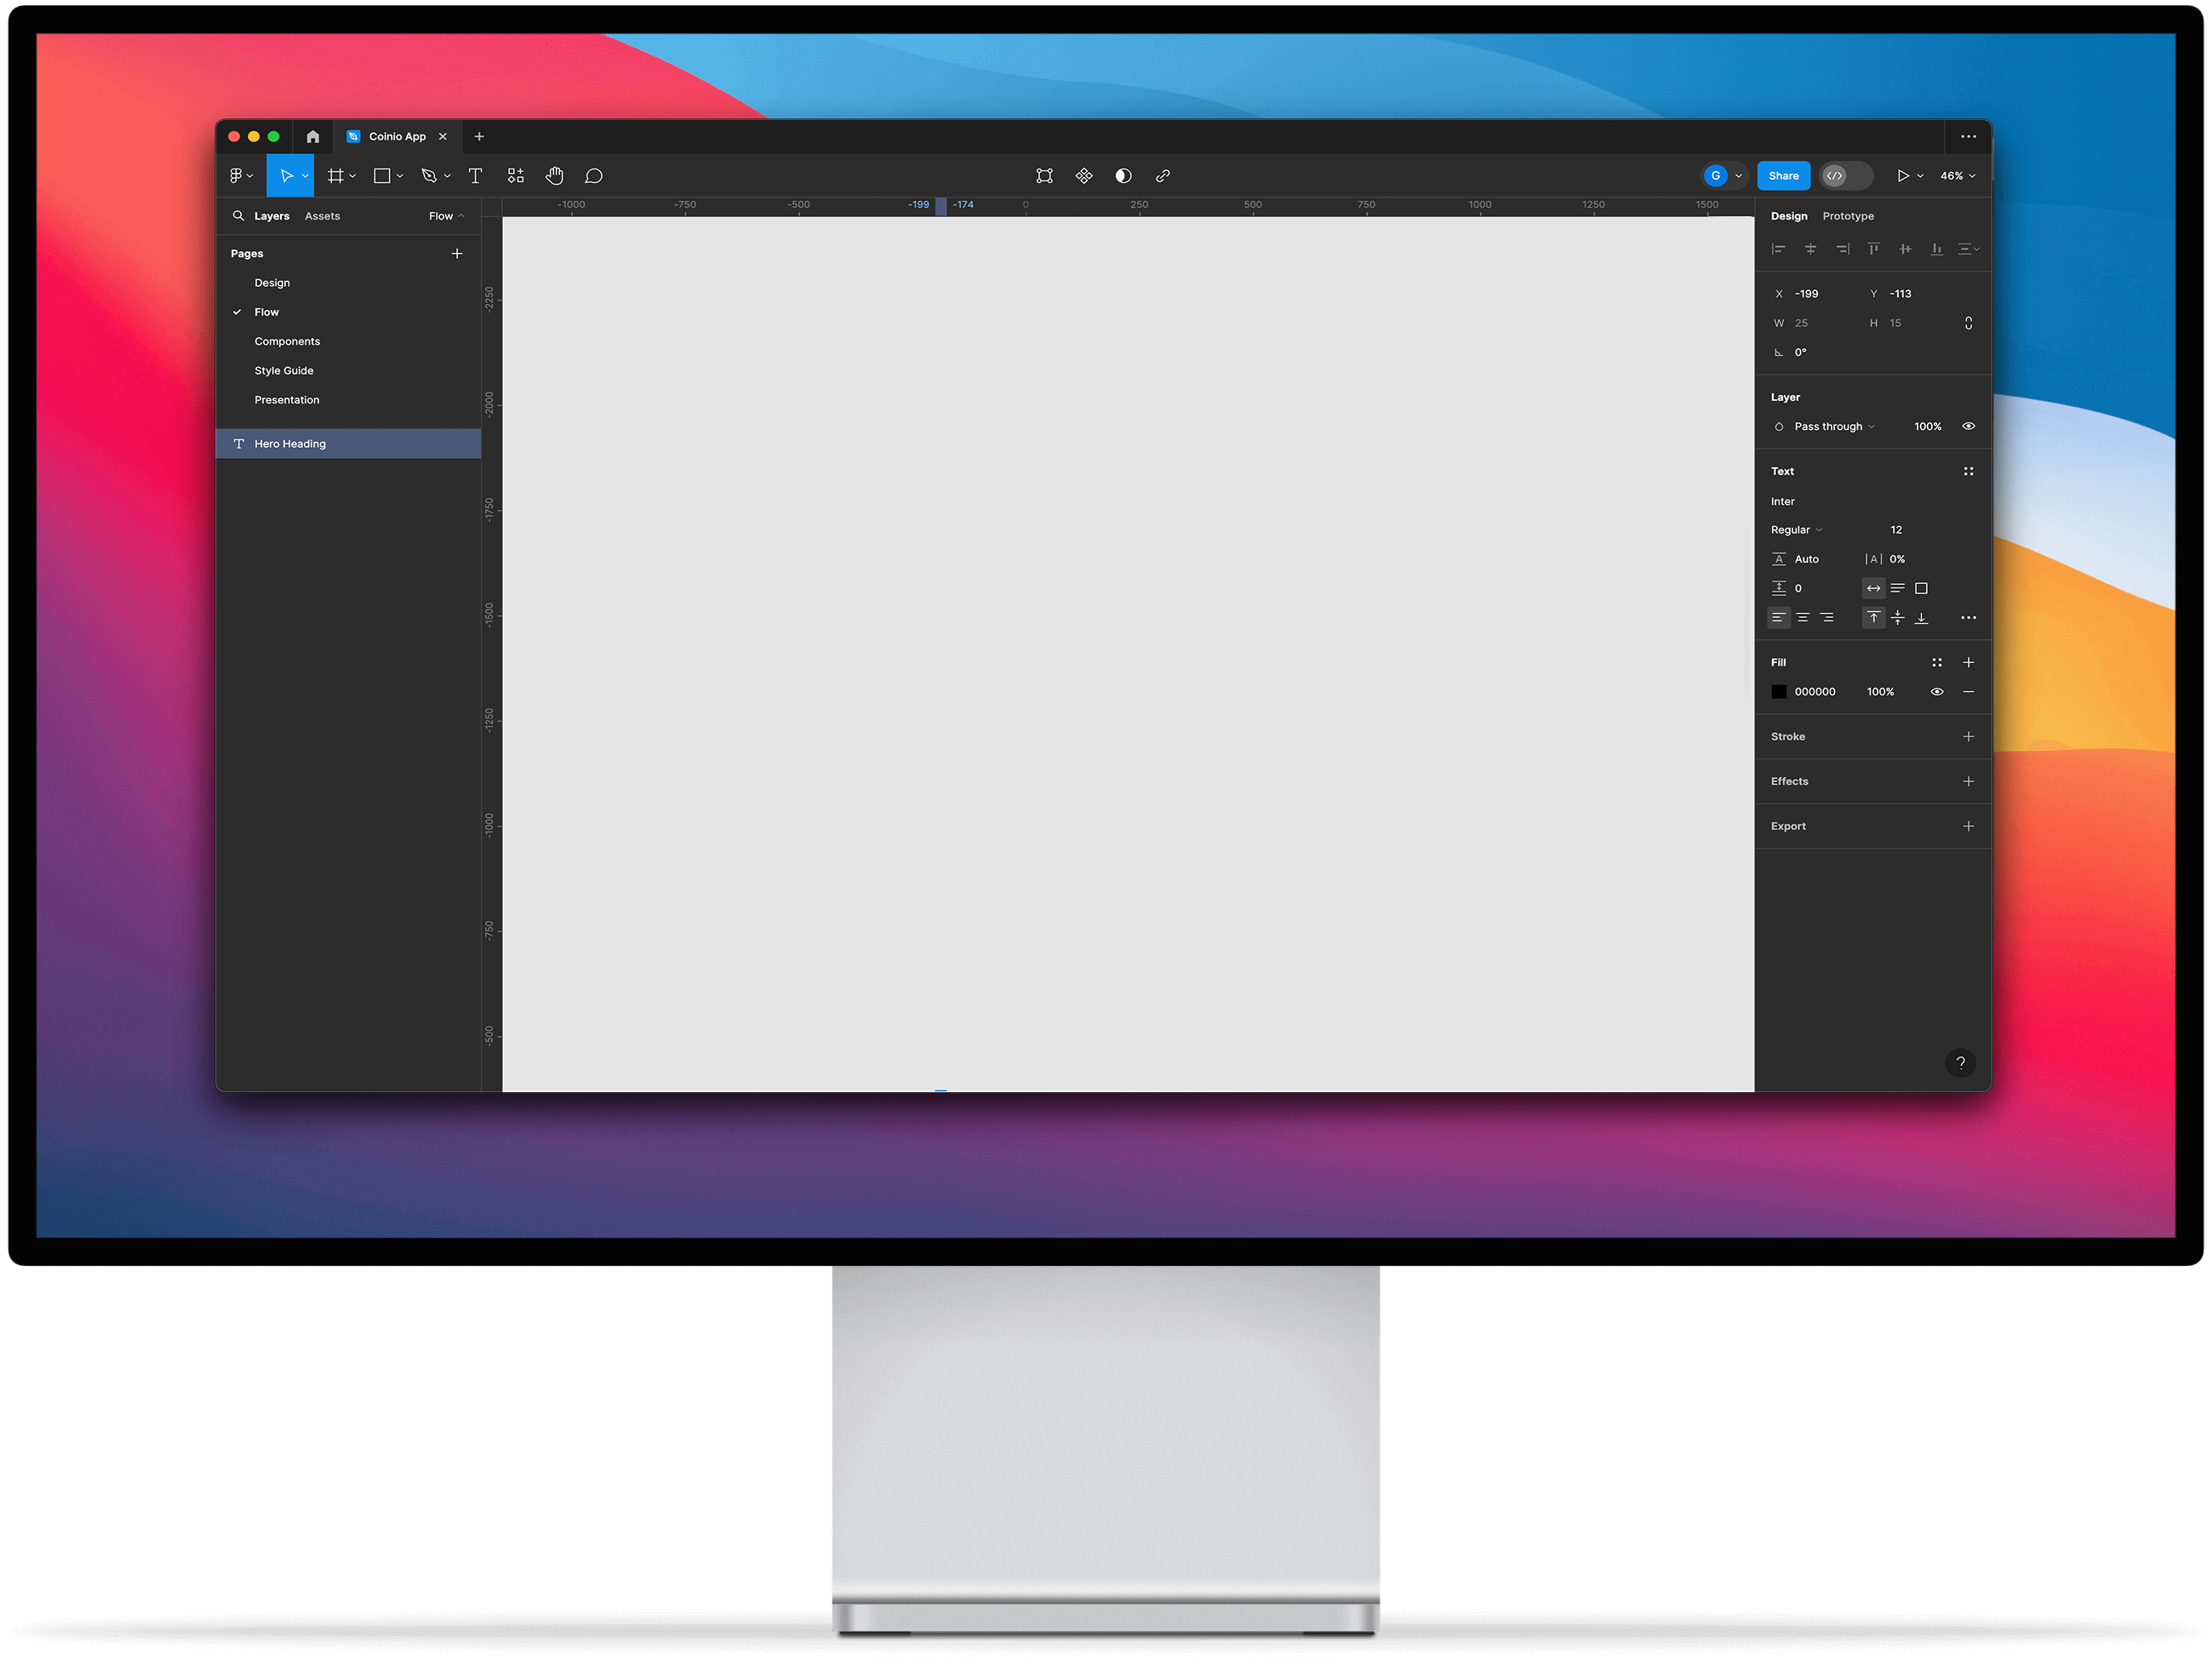 Coinio App
G
Share
46%
Layers Assets Flow
-1000 -750 -500 -199 -174 0 250 500 750 1000 1250 1500
Design Prototype
Pages
Design
Flow
Components
Style Guide
Presentation
Hero Heading
-2250
-2000
-1750
-1500
-1250
-1000
-750
-500
X -199 Y -113
W 25 H 15
0°
Layer
Pass through 100%
Text
Inter
Regular 12
A Auto |A| 0%
0
Fill
000000 100%
Stroke
Effects
Export
?